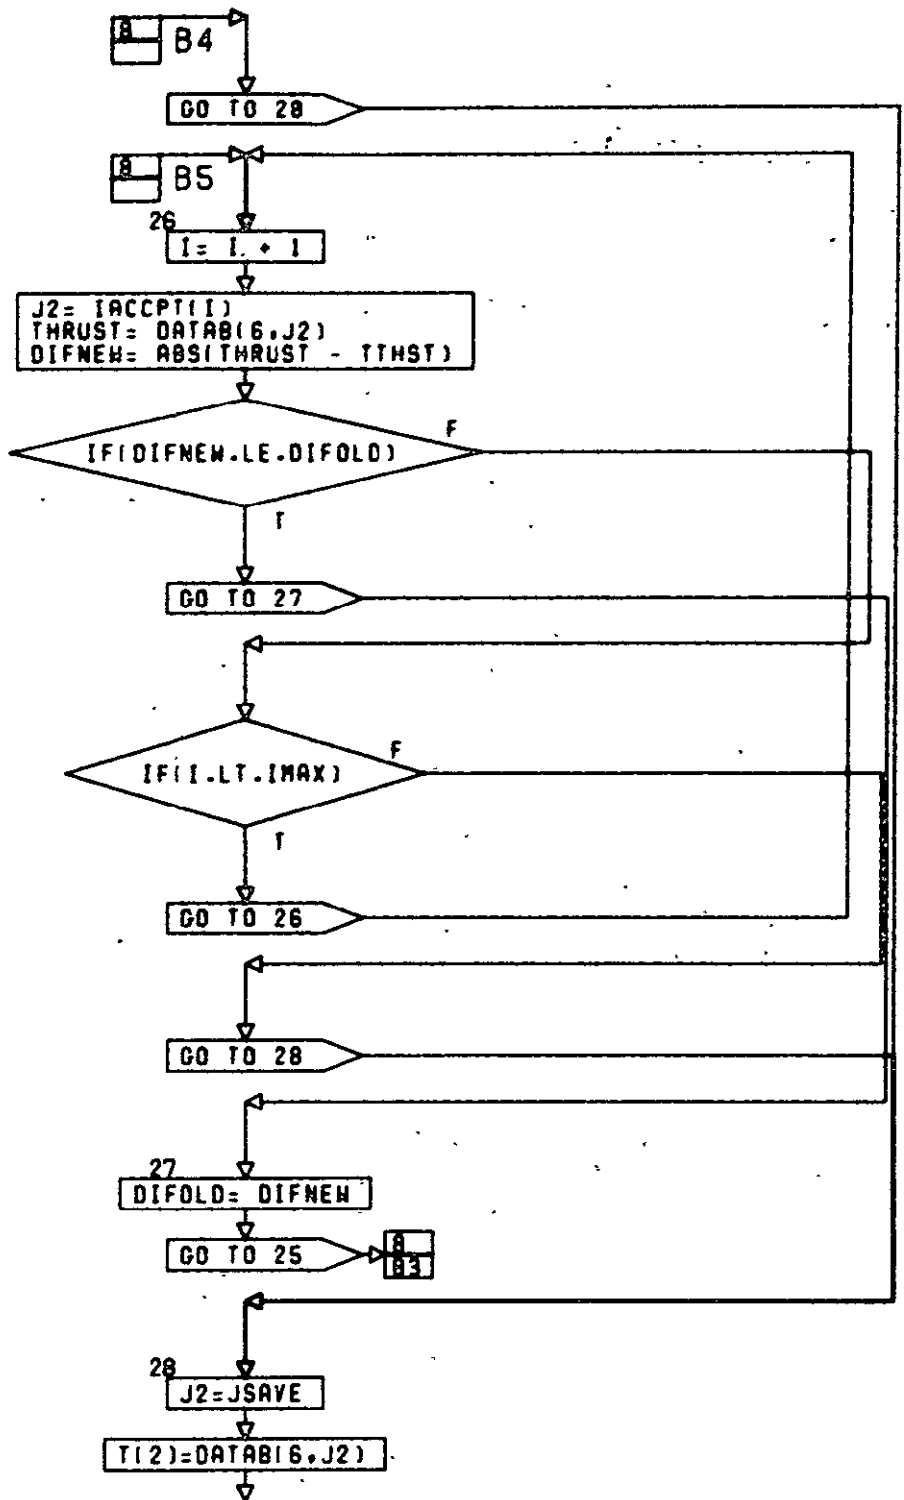 8
B4
GO TO 28
8
B5
26
I= I + 1
J2= IACCPT(I)
THRUST= DATAB(6,J2)
DIFNEW= ABS(THRUST - TTHST)
IF(DIFNEW.LE.DIFOLD)
F
T
GO TO 27
IF(I.LT.IMAX)
F
T
GO TO 26
GO TO 28
27
DIFOLD= DIFNEW
GO TO 25
8
B3
28
J2=JSAVE
T(2)=DATAB(6,J2)